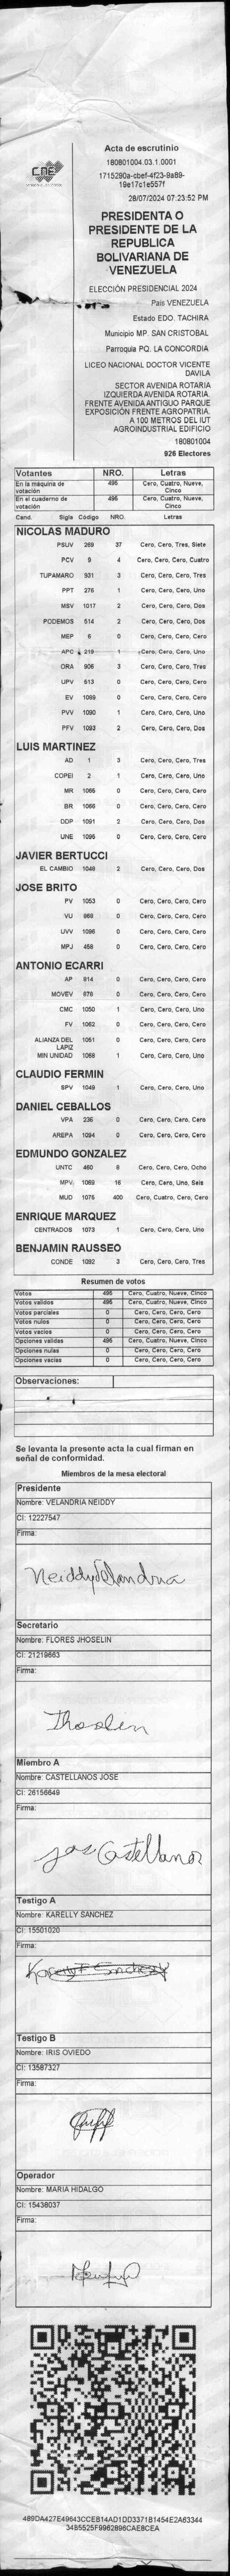 CNE
Acta de escrutinio
180801004.03.1.0001
1715290a-cbef-4f23-9a89-
19e17c1e557f
28/07/2024 07:23:52 PM
PRESIDENTA O
PRESIDENTE DE LA
REPUBLICA
BOLIVARIANA DE
VENEZUELA
ELECCIÓN PRESIDENCIAL 2024
Pais VENEZUELA
Estado EDO. TACHIRA
Municipio MP. SAN CRISTOBAL
Parroquia PQ. LA CONCORDIA
LICEO NACIONAL DOCTOR VICENTE
DAVILA
SECTOR AVENIDA ROTARIA
IZQUIERDA AVENIDA ROTARIA.
FRENTE AVENIDA ANTIGUO PARQUE
EXPOSICIÓN FRENTE AGROPATRIA.
A 100 METROS DEL IUT
AGROINDUSTRIAL EDIFICIO
180801004
926 Electores
Votantes NRO. Letras
En la máquina de votación 495 Cero, Cuatro, Nueve, Cinco
En el cuaderno de votación 495 Cero, Cuatro, Nueve, Cinco
Cand. Sigla Código NRO. Letras
NICOLAS MADURO
PSUV 269 37 Cero, Cero, Tres, Siete
PCV 9 4 Cero, Cero, Cero, Cuatro
TUPAMARO 931 3 Cero, Cero, Cero, Tres
PPT 276 1 Cero, Cero, Cero, Uno
MSV 1017 2 Cero, Cero, Cero, Dos
PODEMOS 514 2 Cero, Cero, Cero, Dos
MEP 6 0 Cero, Cero, Cero, Cero
APC 219 1 Cero, Cero, Cero, Uno
ORA 906 3 Cero, Cero, Cero, Tres
UPV 513 0 Cero, Cero, Cero, Cero
EV 1089 0 Cero, Cero, Cero, Cero
PVV 1090 1 Cero, Cero, Cero, Uno
PFV 1093 2 Cero, Cero, Cero, Dos
LUIS MARTINEZ
AD 1 3 Cero, Cero, Cero, Tres
COPEI 2 1 Cero, Cero, Cero, Uno
MR 1065 0 Cero, Cero, Cero, Cero
BR 1066 0 Cero, Cero, Cero, Cero
DDP 1091 2 Cero, Cero, Cero, Dos
UNE 1095 0 Cero, Cero, Cero, Cero
JAVIER BERTUCCI
EL CAMBIO 1048 2 Cero, Cero, Cero, Dos
JOSE BRITO
PV 1053 0 Cero, Cero, Cero, Cero
VU 868 0 Cero, Cero, Cero, Cero
UVV 1096 0 Cero, Cero, Cero, Cero
MPJ 458 0 Cero, Cero, Cero, Cero
ANTONIO ECARRI
AP 814 0 Cero, Cero, Cero, Cero
MOVEV 878 0 Cero, Cero, Cero, Cero
CMC 1050 1 Cero, Cero, Cero, Uno
FV 1062 0 Cero, Cero, Cero, Cero
ALIANZA DEL LAPIZ 1051 0 Cero, Cero, Cero, Cero
MIN UNIDAD 1068 1 Cero, Cero, Cero, Uno
CLAUDIO FERMIN
SPV 1049 1 Cero, Cero, Cero, Uno
DANIEL CEBALLOS
VPA 236 0 Cero, Cero, Cero, Cero
AREPA 1094 0 Cero, Cero, Cero, Cero
EDMUNDO GONZALEZ
UNTC 460 8 Cero, Cero, Cero, Ocho
MPV 1069 16 Cero, Cero, Uno, Seis
MUD 1075 400 Cero, Cuatro, Cero, Cero
ENRIQUE MARQUEZ
CENTRADOS 1073 1 Cero, Cero, Cero, Uno
BENJAMIN RAUSSEO
CONDE 1092 3 Cero, Cero, Cero, Tres
Resumen de votos
Votos 495 Cero, Cuatro, Nueve, Cinco
Votos validos 495 Cero, Cuatro, Nueve, Cinco
Votos parciales 0 Cero, Cero, Cero, Cero
Votos nulos 0 Cero, Cero, Cero, Cero
Votos vacios 0 Cero, Cero, Cero, Cero
Opciones validas 495 Cero, Cuatro, Nueve, Cinco
Opciones nulas 0 Cero, Cero, Cero, Cero
Opciones vacias 0 Cero, Cero, Cero, Cero
Observaciones:
Se levanta la presente acta la cual firman en
señal de conformidad.
Miembros de la mesa electoral
Presidente
Nombre: VELANDRIA NEIDDY
CI: 12227547
Firma:
Neiddy Velandria
Secretario
Nombre: FLORES JHOSELIN
CI: 21219663
Firma:
Jhoselin
Miembro A
Nombre: CASTELLANOS JOSE
CI: 26156649
Firma:
Jose Castellanos
Testigo A
Nombre: KARELLY SANCHEZ
CI: 15501020
Firma:
Testigo B
Nombre: IRIS OVIEDO
CI: 13587327
Firma:
Operador
Nombre: MARIA HIDALGO
CI: 15438037
Firma:
489DA427E49643CCEB14AD1DD3371B1454E2A63344
34B5525F9962896CAE8CEA